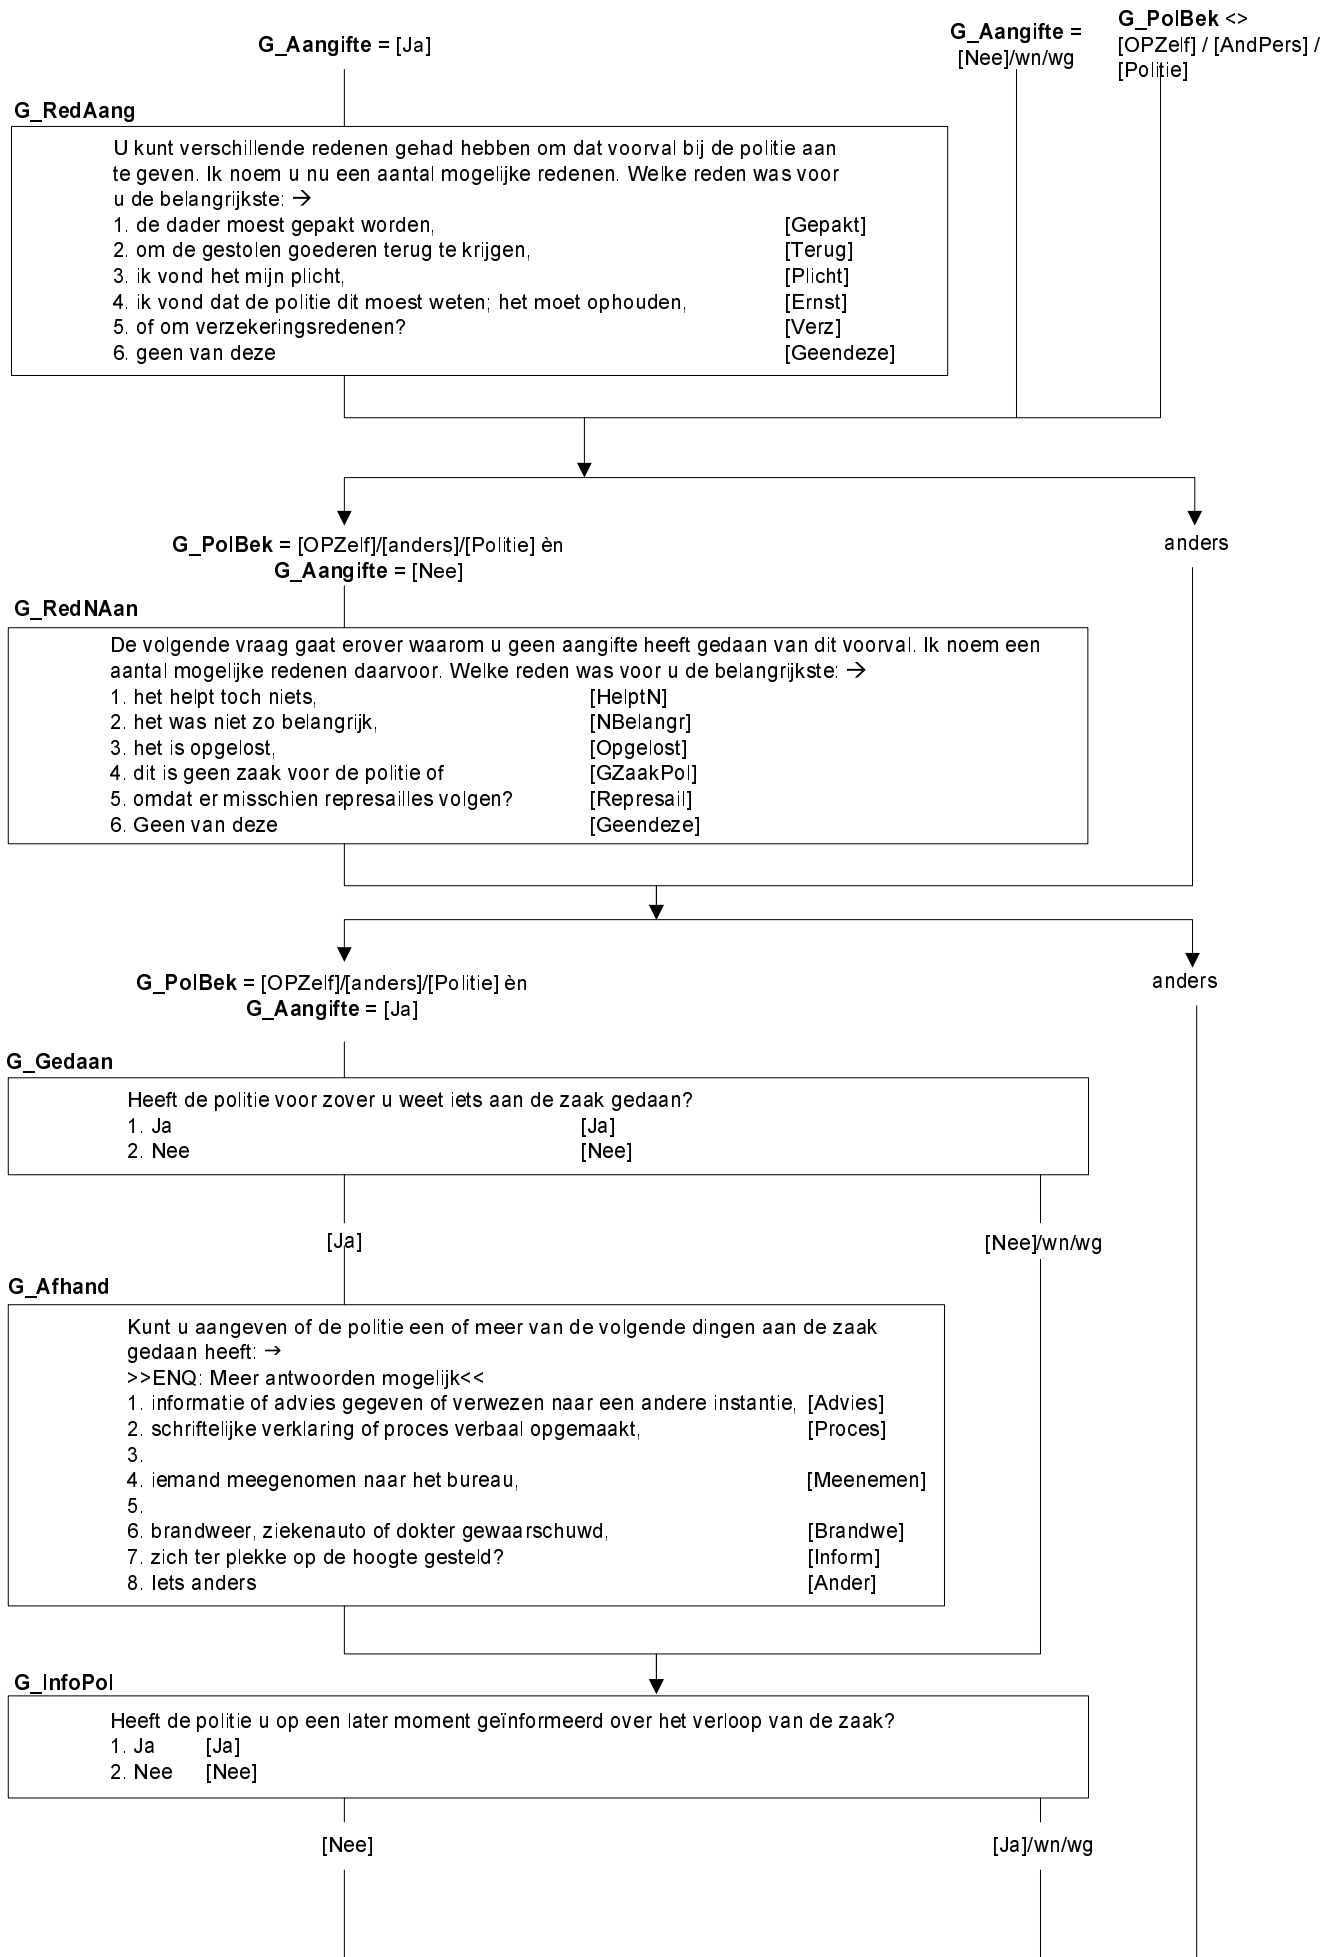 G_Aangifte = [Ja]
G_Aangifte =
[Nee]/wn/wg
G_PolBek <>
[OPZelf] / [AndPers] /
[Politie]
G_RedAang
U kunt verschillende redenen gehad hebben om dat voorval bij de politie aan
te geven. Ik noem u nu een aantal mogelijke redenen. Welke reden was voor
u de belangrijkste: →
1. de dader moest gepakt worden, [Gepakt]
2. om de gestolen goederen terug te krijgen, [Terug]
3. ik vond het mijn plicht, [Plicht]
4. ik vond dat de politie dit moest weten; het moet ophouden, [Ernst]
5. of om verzekeringsredenen? [Verz]
6. geen van deze [Geendeze]
G_PolBek = [OPZelf]/[anders]/[Politie] èn
G_Aangifte = [Nee]
anders
G_RedNAan
De volgende vraag gaat erover waarom u geen aangifte heeft gedaan van dit voorval. Ik noem een
aantal mogelijke redenen daarvoor. Welke reden was voor u de belangrijkste: →
1. het helpt toch niets, [HelptN]
2. het was niet zo belangrijk, [NBelangr]
3. het is opgelost, [Opgelost]
4. dit is geen zaak voor de politie of [GZaakPol]
5. omdat er misschien represailles volgen? [Represail]
6. Geen van deze [Geendeze]
G_PolBek = [OPZelf]/[anders]/[Politie] èn
G_Aangifte = [Ja]
anders
G_Gedaan
Heeft de politie voor zover u weet iets aan de zaak gedaan?
1. Ja [Ja]
2. Nee [Nee]
[Ja]
[Nee]/wn/wg
G_Afhand
Kunt u aangeven of de politie een of meer van de volgende dingen aan de zaak
gedaan heeft: →
>>ENQ: Meer antwoorden mogelijk<<
1. informatie of advies gegeven of verwezen naar een andere instantie, [Advies]
2. schriftelijke verklaring of proces verbaal opgemaakt, [Proces]
3.
4. iemand meegenomen naar het bureau, [Meenemen]
5.
6. brandweer, ziekenauto of dokter gewaarschuwd, [Brandwe]
7. zich ter plekke op de hoogte gesteld? [Inform]
8. Iets anders [Ander]
G_InfoPol
Heeft de politie u op een later moment geïnformeerd over het verloop van de zaak?
1. Ja [Ja]
2. Nee [Nee]
[Nee]
[Ja]/wn/wg